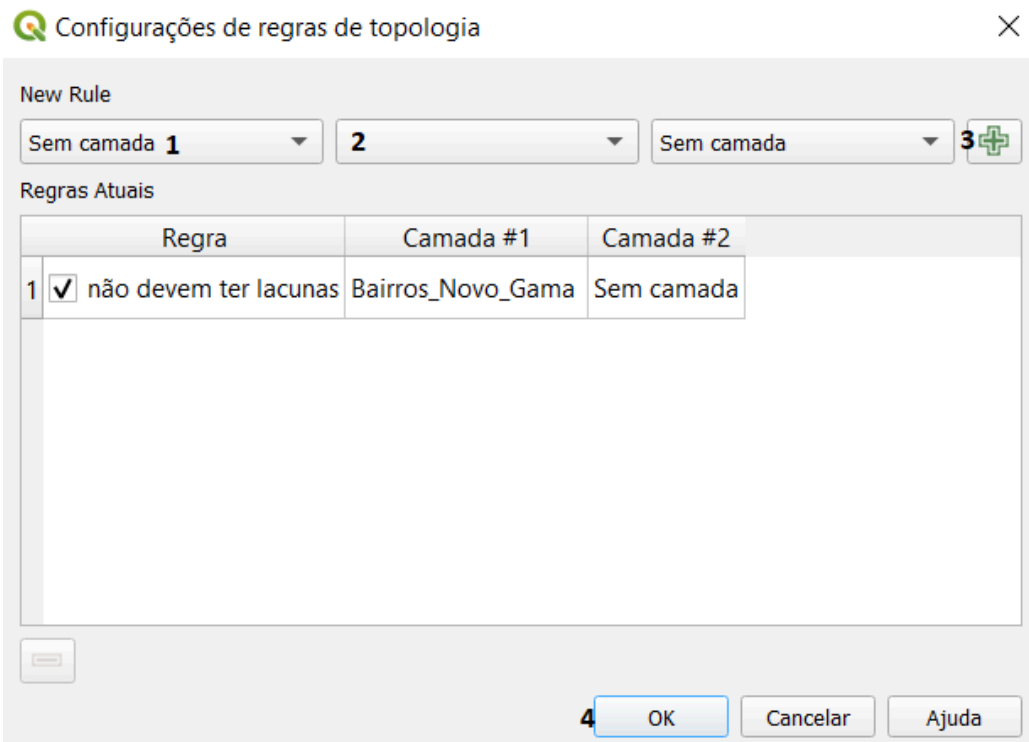 Configurações de regras de topologia
New Rule
Sem camada 1 2 Sem camada 3
Regras Atuais
Regra Camada #1 Camada #2
1 não devem ter lacunas Bairros_Novo_Gama Sem camada
4 OK Cancelar Ajuda